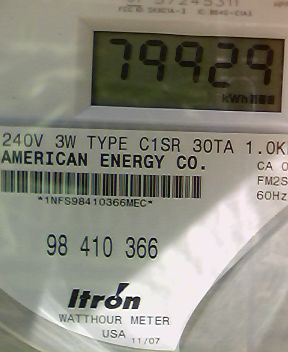 79929
kWh
240V 3W TYPE C1SR 30TA 1.0K
AMERICAN ENERGY CO.
CA 0
FM2S
60Hz
*1NFS98410366MEC*
98 410 366
Itron
WATTHOUR METER
USA 11/07